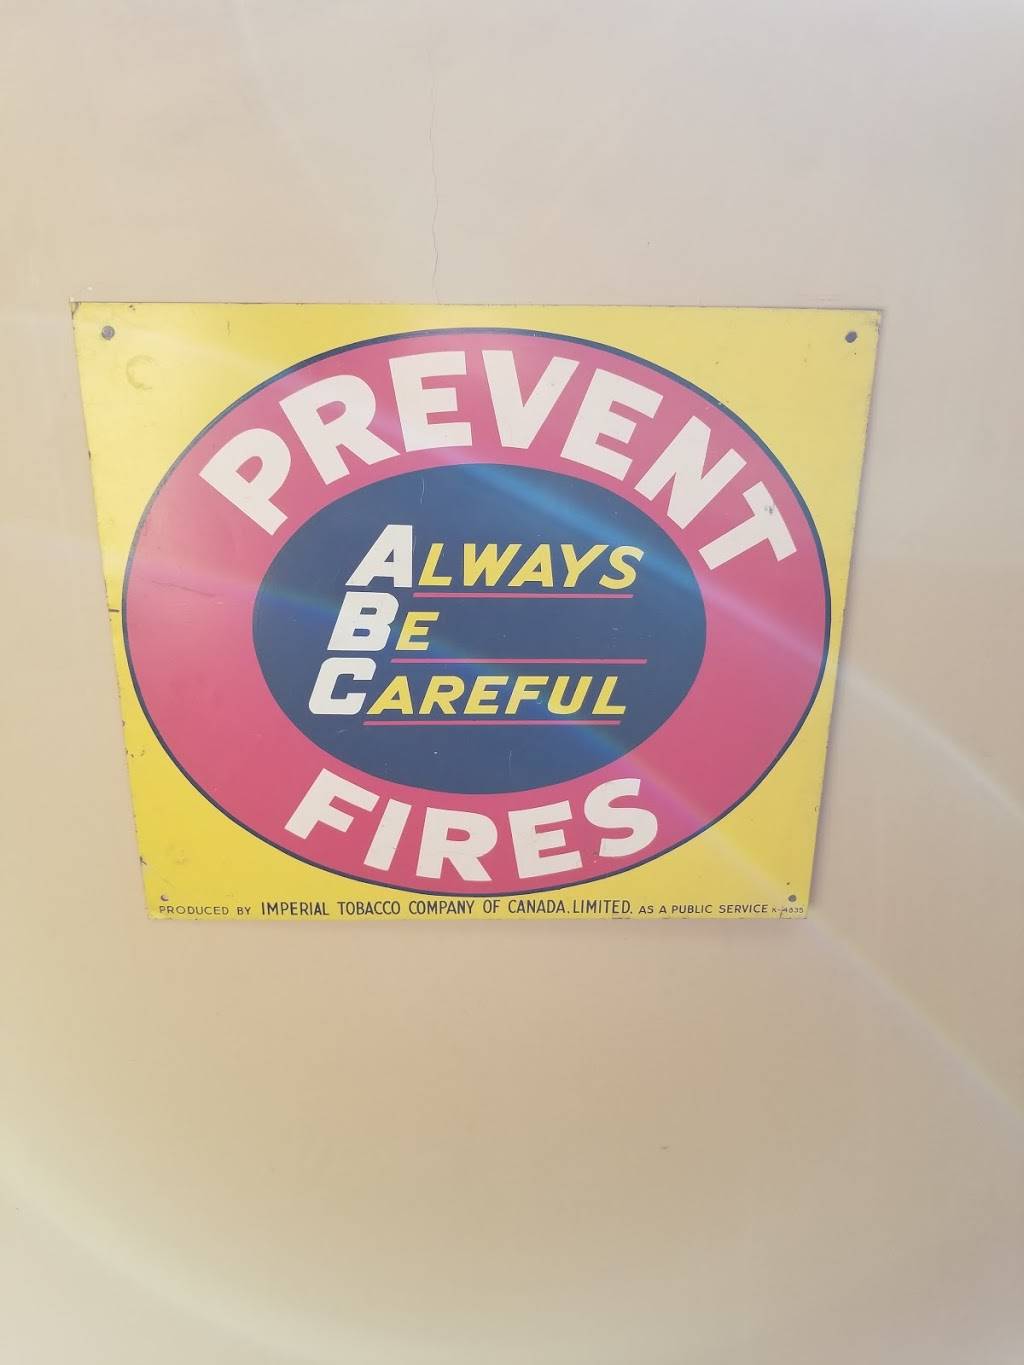 PREVENT
ALWAYS
BE
CAREFUL
FIRES
PRODUCED BY IMPERIAL TOBACCO COMPANY OF CANADA, LIMITED. AS A PUBLIC SERVICE